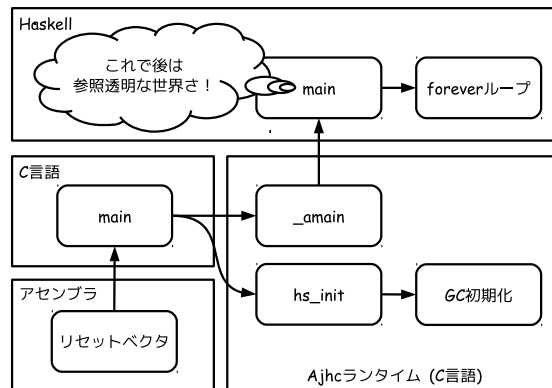 Haskell
これで後は
参照透明な世界さ！
main
foreverループ
C言語
main
_amain
アセンブラ
hs_init
GC初期化
リセットベクタ
Ajhcランタイム (C言語)